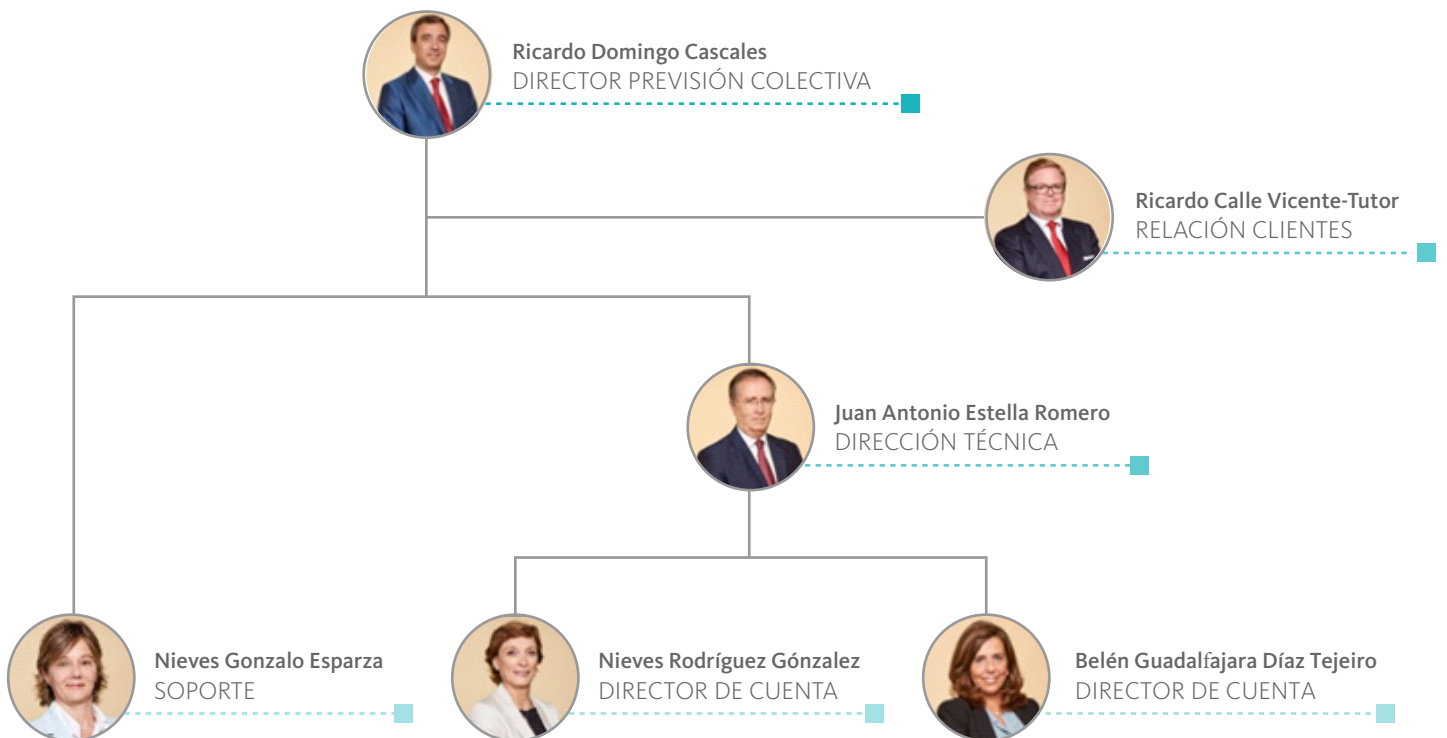 Ricardo Domingo Cascales
DIRECTOR PREVISIÓN COLECTIVA
Ricardo Calle Vicente-Tutor
RELACIÓN CLIENTES
Juan Antonio Estella Romero
DIRECCIÓN TÉCNICA
Nieves Gonzalo Esparza
SOPORTE
Nieves Rodríguez Gónzalez
DIRECTOR DE CUENTA
Belén Guadalfajara Díaz Tejeiro
DIRECTOR DE CUENTA